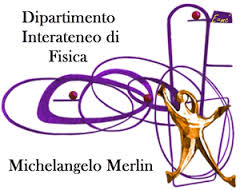 Dipartimento
Interateneo di
Fisica
Michelangelo Merlin